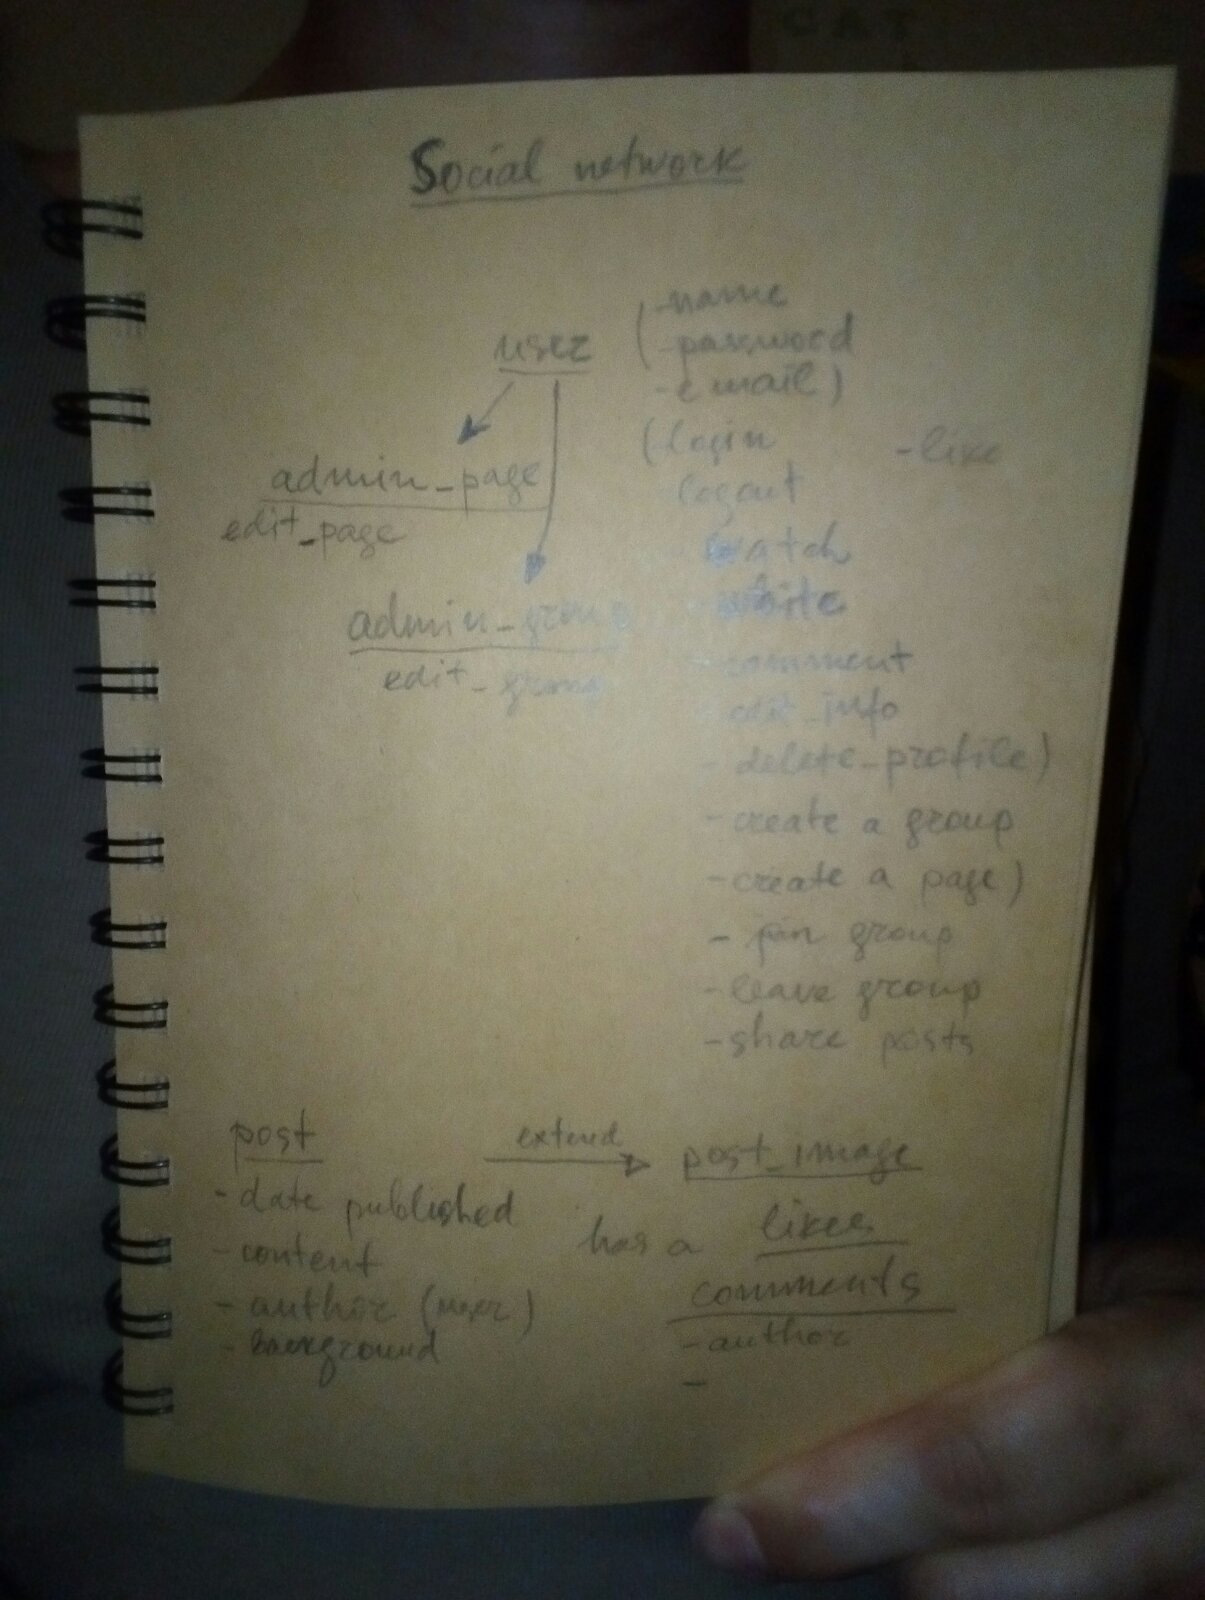 Social network
user
(-name
-password
-email)
(login
-like
logout
watch
write
admin_page
edit_page
admin_group
edit_group
-comment
-edit_info
-delete_profile)
-create a group
-create a page)
- join group
-leave group
-share posts
post
extend
post_image
- date published
- content
- author (user)
- background
has a likes
comments
-author
-